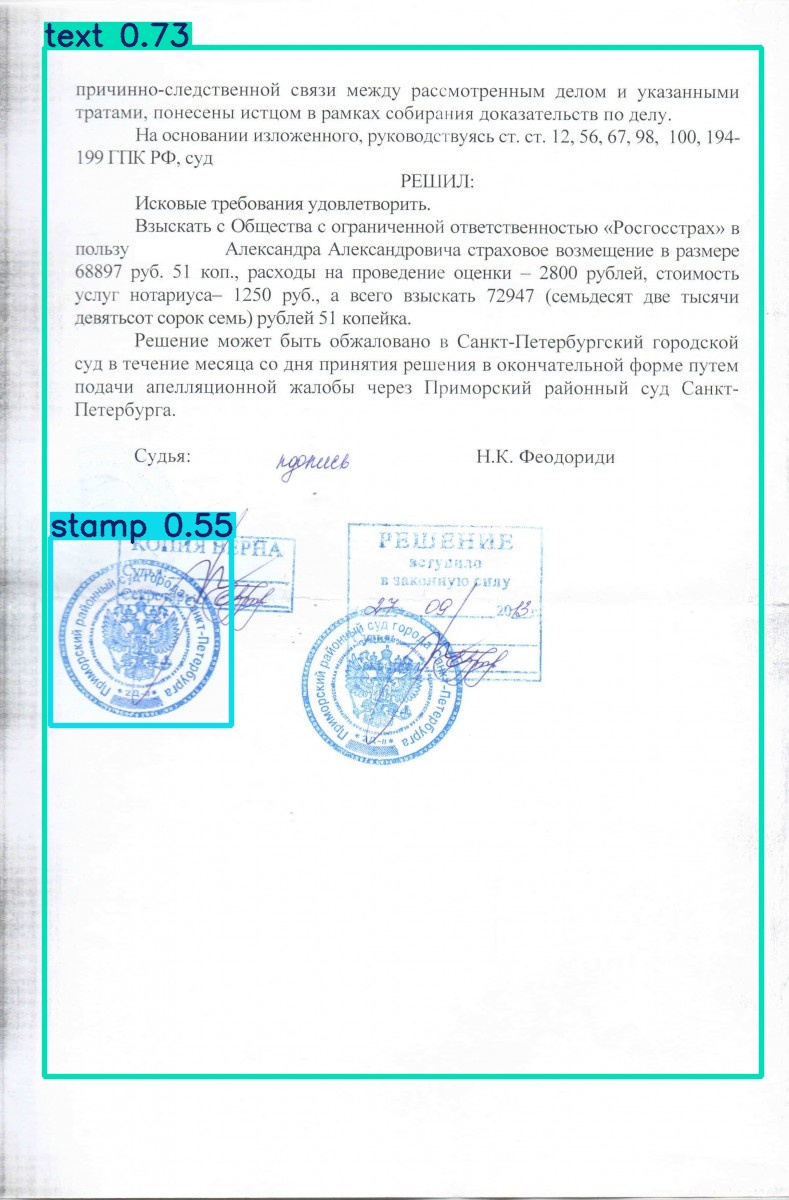 text 0.73
причинно-следственной связи между рассмотренным делом и указанными
тратами, понесены истцом в рамках собирания доказательств по делу.
На основании изложенного, руководствуясь ст. ст. 12, 56, 67, 98, 100, 194-
199 ГПК РФ, суд
РЕШИЛ:
Исковые требования удовлетворить.
Взыскать с Общества с ограниченной ответственностью «Росгосстрах» в
пользу Александра Александровича страховое возмещение в размере
68897 руб. 51 коп., расходы на проведение оценки – 2800 рублей, стоимость
услуг нотариуса– 1250 руб., а всего взыскать 72947 (семьдесят две тысячи
девятьсот сорок семь) рублей 51 копейка.
Решение может быть обжаловано в Санкт-Петербургский городской
суд в течение месяца со дня принятия решения в окончательной форме путем
подачи апелляционной жалобы через Приморский районный суд Санкт-
Петербурга.
Судья: подпись Н.К. Феодориди
stamp 0.55
КОПИЯ ВЕРНА
Судья
Секретарь
Приморский районный суд города Санкт-Петербурга
РЕШЕНИЕ
вступило
в законную силу
27 09 2013г.
Приморский районный суд города Санкт-Петербурга